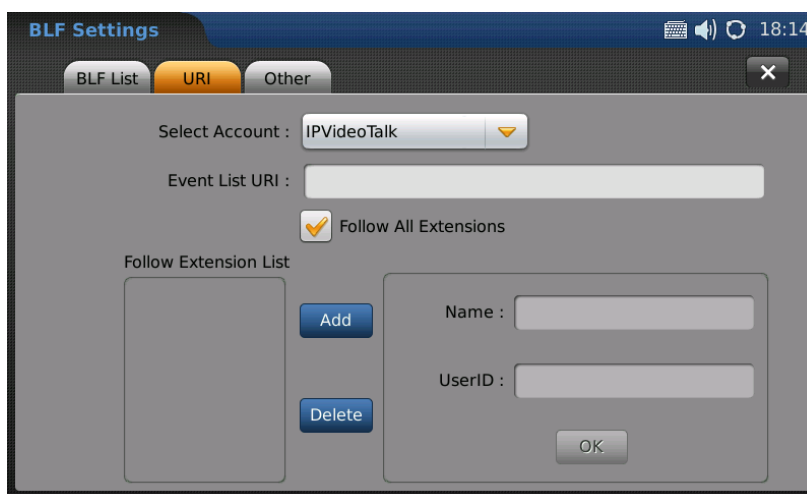 BLF Settings 18:14
BLF List URI Other
Select Account : IPVideoTalk
Event List URI :
Follow All Extensions
Follow Extension List
Add
Name :
UserID :
Delete
OK